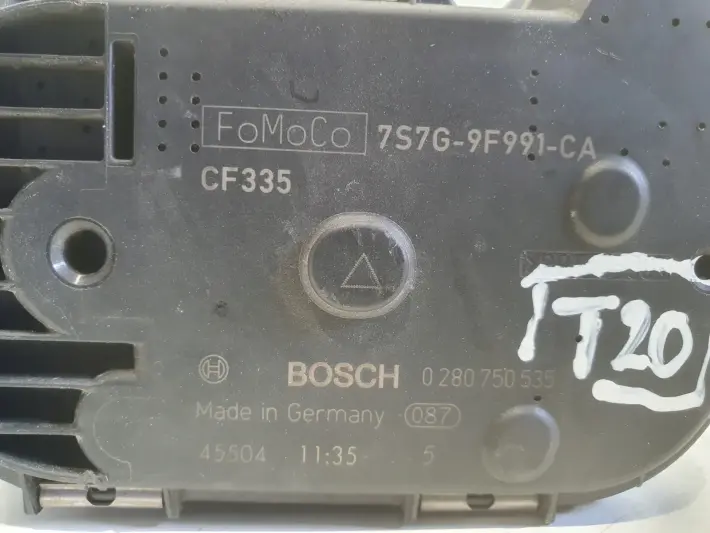 FoMoCo 7S7G-9F991-CA
CF335
T20
BOSCH 0 280 750 535
Made in Germany 087
45504 11:35 5